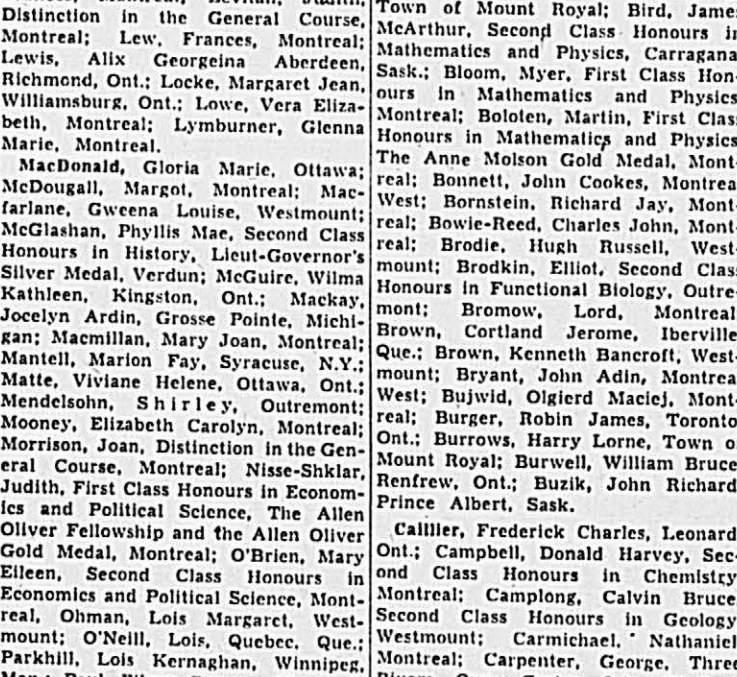 Distinction in the General Course,
Montreal; Lew, Frances, Montreal;
Lewis, Alix Georgeina Aberdeen,
Richmond, Ont.; Locke, Margaret Jean,
Williamsburg, Ont.; Lowe, Vera Eliza-
beth, Montreal; Lymburner, Glenna
Marie, Montreal.
MacDonald, Gloria Marie, Ottawa;
McDougall, Margot, Montreal; Mac-
farlane, Gweena Louise, Westmount;
McGlashan, Phyllis Mae, Second Class
Honours in History, Lieut-Governor's
Silver Medal, Verdun; McGuire, Wilma
Kathleen, Kingston, Ont.; Mackay,
Jocelyn Ardin, Grosse Pointe, Michi-
gan; Macmillan, Mary Joan, Montreal;
Mantell, Marion Fay, Syracuse, N.Y.;
Matte, Viviane Helene, Ottawa, Ont.;
Mendelsohn, Shirley, Outremont;
Mooney, Elizabeth Carolyn, Montreal;
Morrison, Joan, Distinction in the Gen-
eral Course, Montreal; Nisse-Shklar,
Judith, First Class Honours in Econom-
ics and Political Science, The Allen
Oliver Fellowship and the Allen Oliver
Gold Medal, Montreal; O'Brien, Mary
Eileen, Second Class Honours in
Economics and Political Science, Mont-
real, Ohman, Lois Margaret, West-
mount; O'Neill, Lois, Quebec, Que.;
Parkhill, Lois Kernaghan, Winnipeg,
Town of Mount Royal; Bird, James
McArthur, Second Class Honours in
Mathematics and Physics, Carragana
Sask.; Bloom, Myer, First Class Hon-
ours in Mathematics and Physics
Montreal; Boloten, Martin, First Class
Honours in Mathematics and Physics
The Anne Molson Gold Medal, Mont-
real; Bonnett, John Cookes, Montrea
West; Bornstein, Richard Jay, Mont-
real; Bowie-Reed, Charles John, Mont-
real; Brodie, Hugh Russell, West-
mount; Brodkin, Elliot, Second Class
Honours in Functional Biology, Outre-
mont; Bromow, Lord, Montreal
Brown, Cortland Jerome, Iberville
Que.; Brown, Kenneth Bancroft, West-
mount; Bryant, John Adin, Montrea
West; Bujwid, Olgierd Maciej, Mont-
real; Burger, Robin James, Toronto
Ont.; Burrows, Harry Lorne, Town o
Mount Royal; Burwell, William Bruce
Renfrew, Ont.; Buzik, John Richard
Prince Albert, Sask.
Caillier, Frederick Charles, Leonard
Ont.; Campbell, Donald Harvey, Sec-
ond Class Honours in Chemistry
Montreal; Camplong, Calvin Bruce
Second Class Honours in Geology
Westmount; Carmichael, Nathaniel
Montreal; Carpenter, George, Three